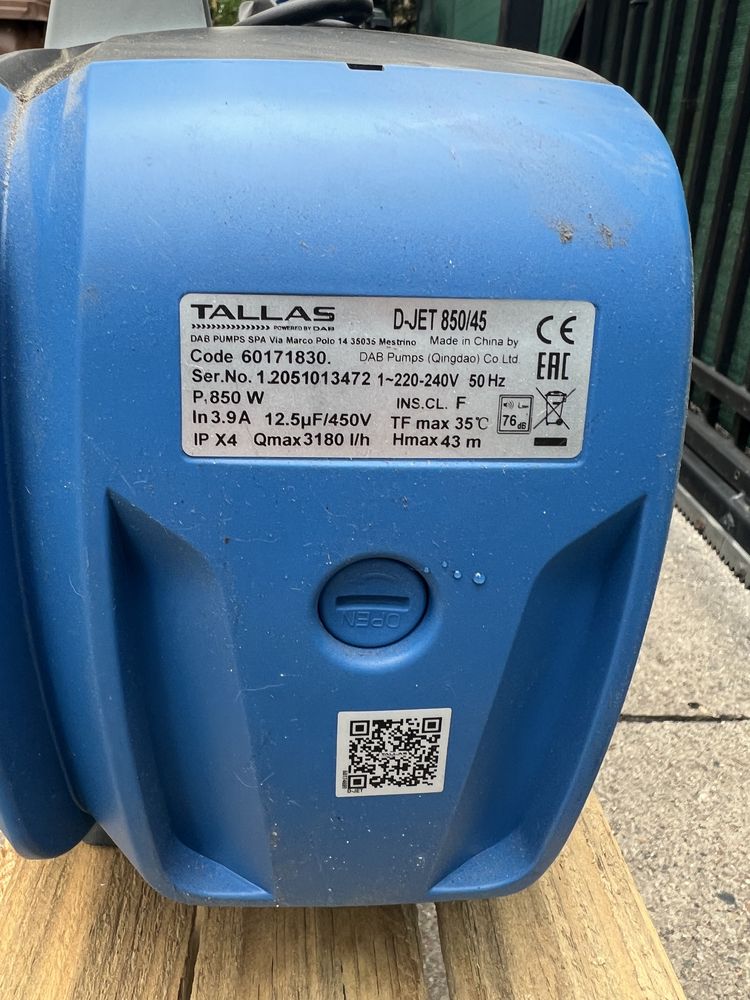 TALLAS D-JET 850/45
>>>>>>>>>>>>>>>> POWERED BY DAB
DAB PUMPS SPA Via Marco Polo 14 35035 Mestrino Made in China by
Code 60171830. DAB Pumps (Qingdao) Co Ltd.
Ser.No. 1.2051013472 1~220-240V 50 Hz
P₁ 850 W INS.CL. F
In 3.9A 12.5µF/450V TF max 35℃
IP X4 Qmax 3180 l/h Hmax 43 m
CE
EAC
76 dB
OPEN
TALLAS
D-JET